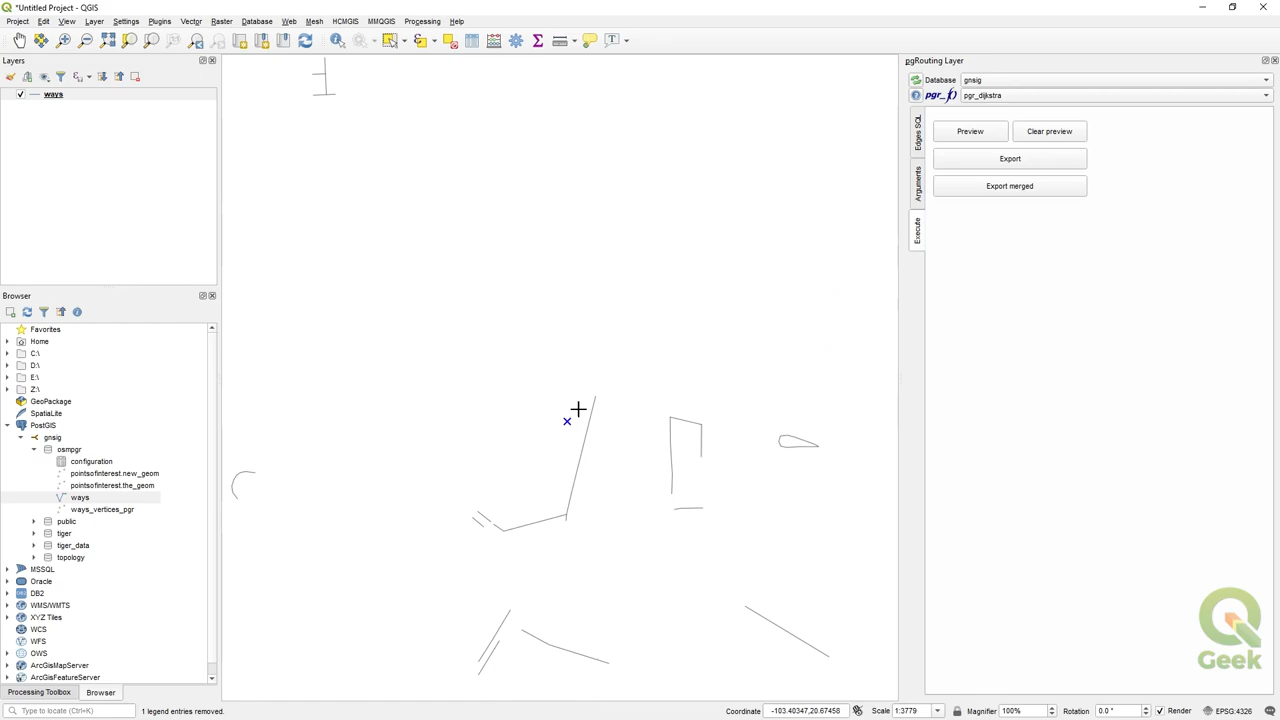 *Untitled Project - QGIS
Project Edit View Layer Settings Plugins Vector Raster Database Web Mesh HCMGIS MMQGIS Processing Help
Layers
ways
Browser
Favorites
Home
C:\
D:\
E:\
Z:\
GeoPackage
SpatiaLite
PostGIS
gnsig
osmpgr
configuration
pointsofinterest.new_geom
pointsofinterest.the_geom
ways
ways_vertices_pgr
public
tiger
tiger_data
topology
MSSQL
Oracle
DB2
WMS/WMTS
XYZ Tiles
WCS
WFS
OWS
ArcGisMapServer
ArcGisFeatureServer
Processing Toolbox Browser
pgRouting Layer
Database gnsig
pgr_f() pgr_dijkstra
Edges SQL
Arguments
Execute
Preview Clear preview
Export
Export merged
Geek
Type to locate (Ctrl+K) 1 legend entries removed. Coordinate -103.40347,20.67458 Scale 1:3779 Magnifier 100% Rotation 0.0 ° Render EPSG:4326